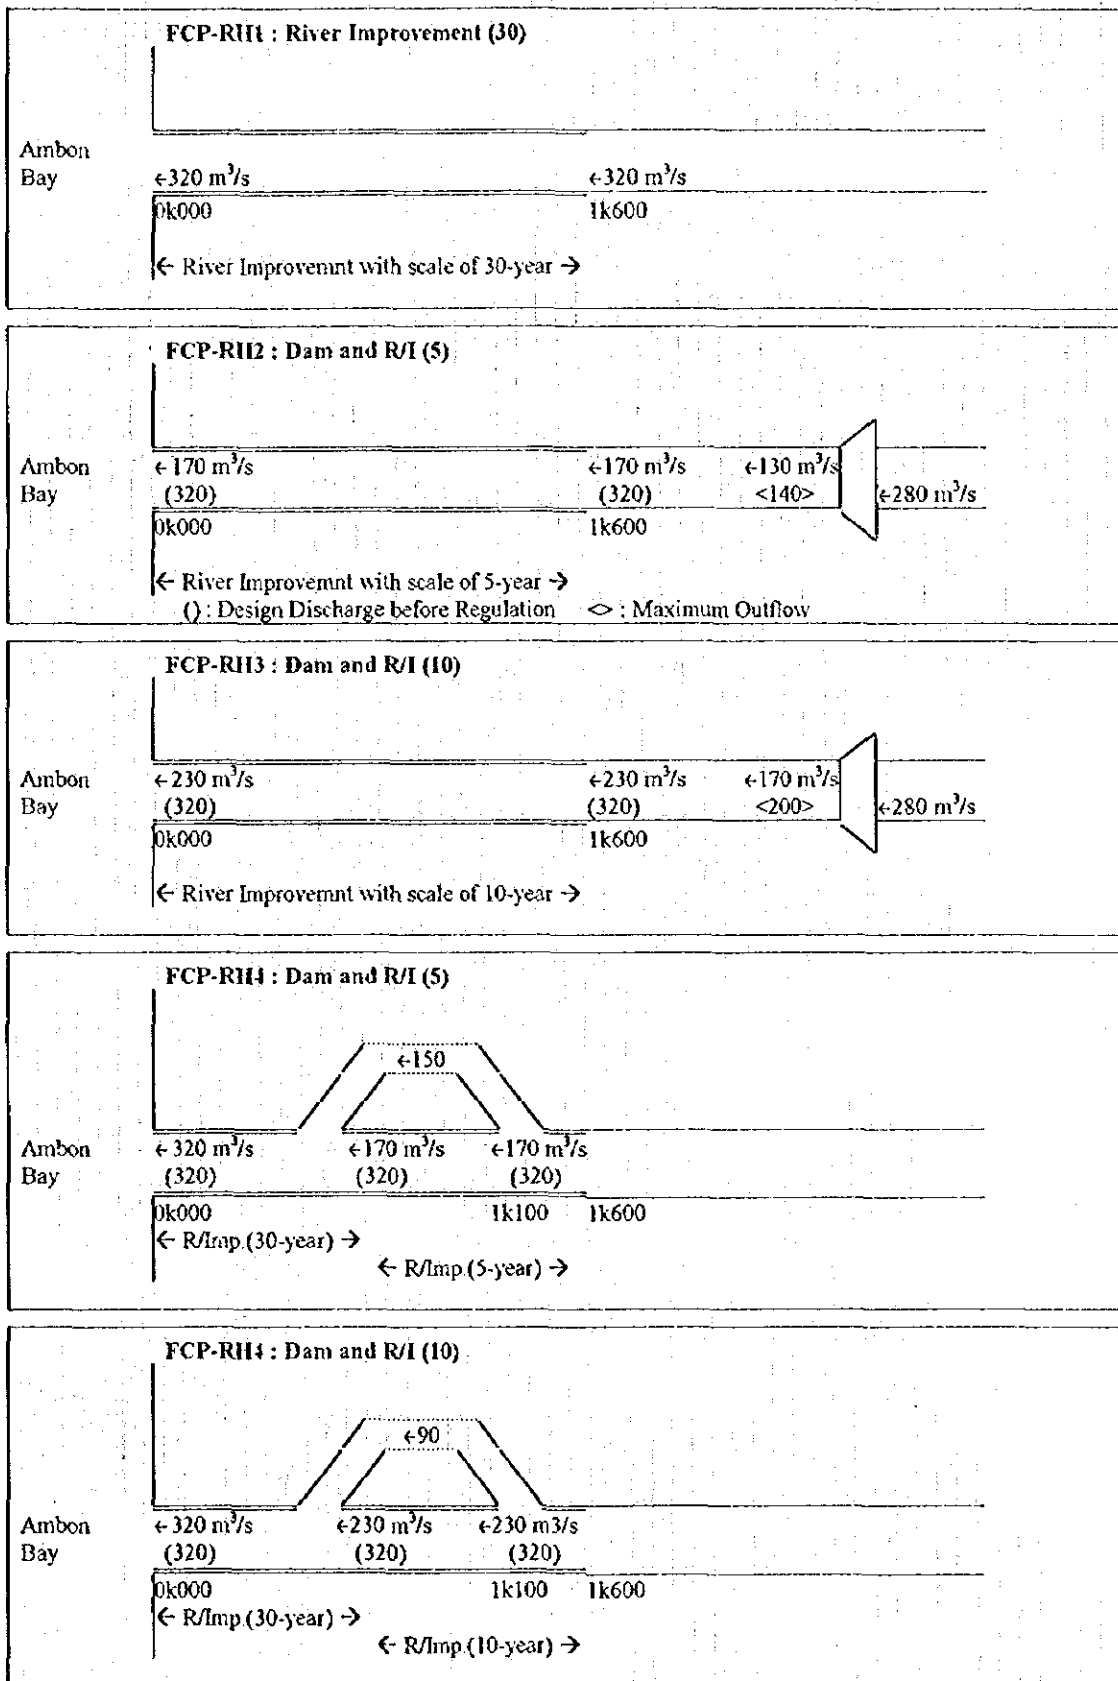 FCP-RH1 : River Improvement (30)
Ambon
Bay
←320 m³/s ←320 m³/s
0k000 1k600
← River Improvemnt with scale of 30-year →
FCP-RH2 : Dam and R/I (5)
Ambon ←170 m³/s ←170 m³/s ←130 m³/s
Bay (320) (320) <140> ←280 m³/s
0k000 1k600
← River Improvemnt with scale of 5-year →
() : Design Discharge before Regulation <> : Maximum Outflow
FCP-RH3 : Dam and R/I (10)
Ambon ←230 m³/s ←230 m³/s ←170 m³/s
Bay (320) (320) <200> ←280 m³/s
0k000 1k600
← River Improvemnt with scale of 10-year →
FCP-RH4 : Dam and R/I (5)
←150
Ambon ←320 m³/s ←170 m³/s ←170 m³/s
Bay (320) (320) (320)
0k000 1k100 1k600
← R/Imp.(30-year) →
← R/Imp.(5-year) →
FCP-RH4 : Dam and R/I (10)
←90
Ambon ←320 m³/s ←230 m³/s ←230 m3/s
Bay (320) (320) (320)
0k000 1k100 1k600
← R/Imp.(30-year) →
← R/Imp.(10-year) →